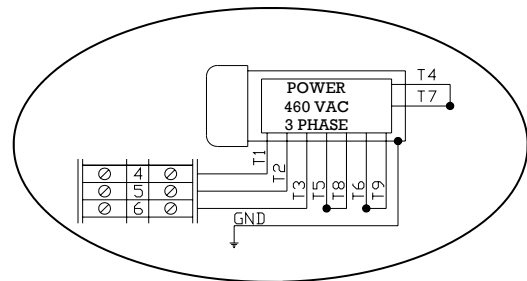 T4
POWER
T7
460 VAC
3 PHASE
T1
T2
T3
T5
T8
T6
T9
4
5
6
GND